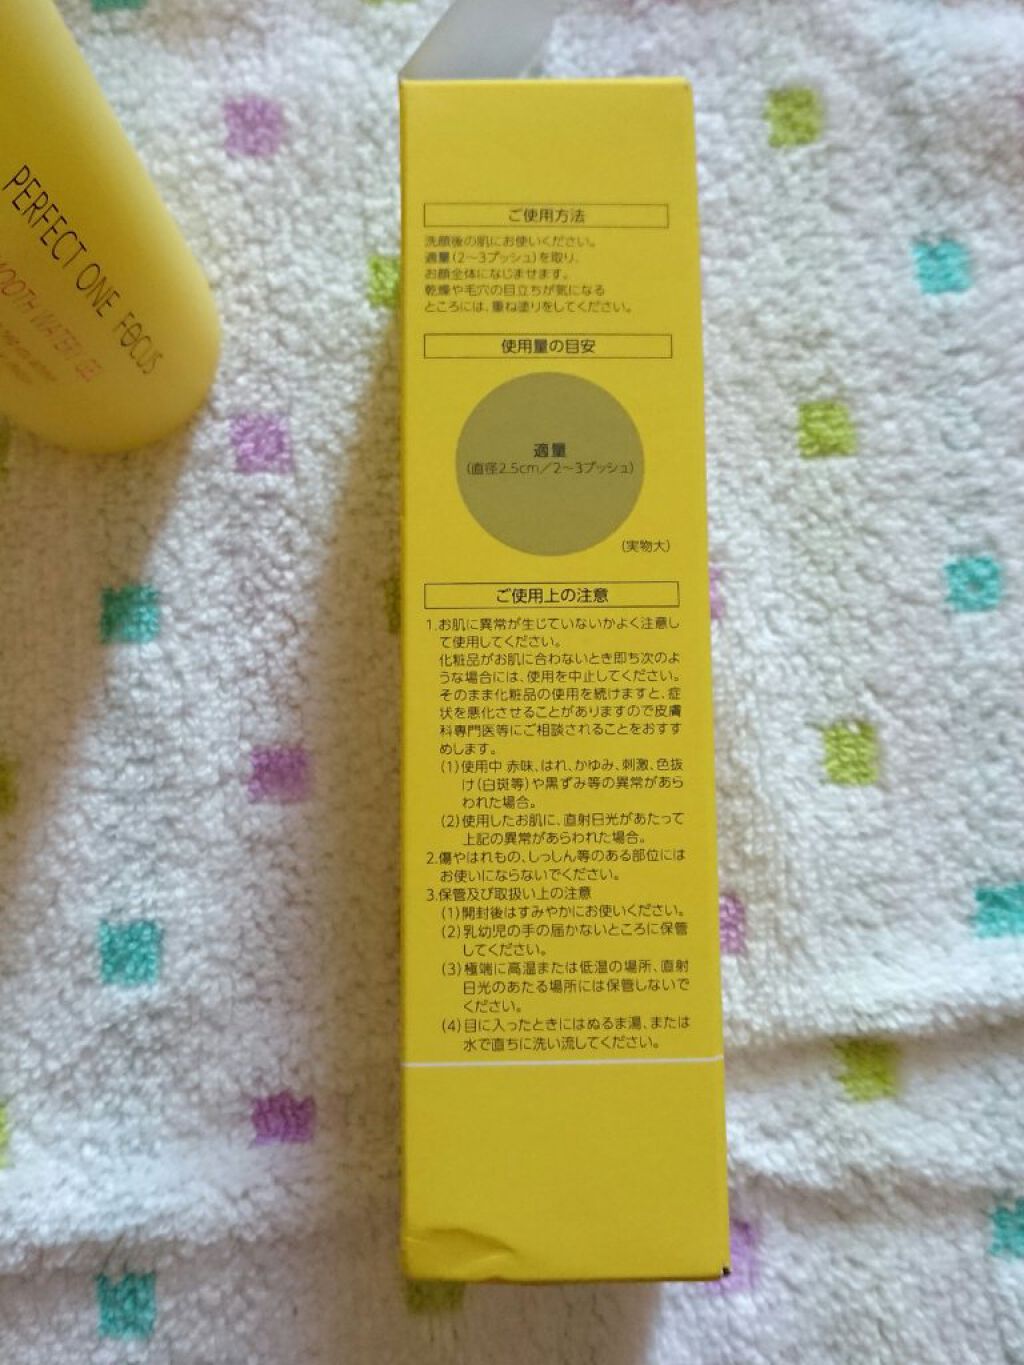 PERFECT ONE FOCUS
SMOOTH WATER GEL
ご使用方法
洗顔後の肌にお使いください。
適量(2〜3プッシュ)を取り、
お顔全体になじませます。
乾燥や毛穴の目立ちが気になる
ところには、重ね塗りをしてください。
使用量の目安
適量
(直径2.5cm/2〜3プッシュ)
(実物大)
ご使用上の注意
1.お肌に異常が生じていないかよく注意し
て使用してください。
化粧品がお肌に合わないとき即ち次のよ
うな場合には、使用を中止してください。
そのまま化粧品の使用を続けますと、症
状を悪化させることがありますので皮膚
科専門医等にご相談されることをおすす
めします。
(1)使用中 赤味、はれ、かゆみ、刺激、色抜
け(白斑等)や黒ずみ等の異常があら
われた場合。
(2)使用したお肌に、直射日光があたって
上記の異常があらわれた場合。
2.傷やはれもの、しっしん等のある部位には
お使いにならないでください。
3.保管及び取扱い上の注意
(1)開封後はすみやかにお使いください。
(2)乳幼児の手の届かないところに保管
してください。
(3)極端に高温または低温の場所、直射
日光のあたる場所には保管しないで
ください。
(4)目に入ったときにはぬるま湯、または
水で直ちに洗い流してください。